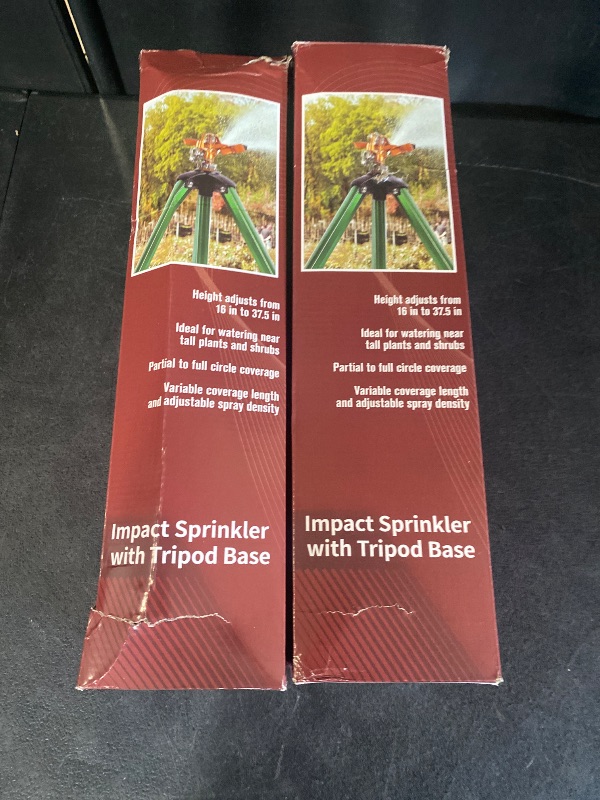 Height adjusts from
16 in to 37.5 in
Ideal for watering near
tall plants and shrubs
Partial to full circle coverage
Variable coverage length
and adjustable spray density
Impact Sprinkler
with Tripod Base
Height adjusts from
16 in to 37.5 in
Ideal for watering near
tall plants and shrubs
Partial to full circle coverage
Variable coverage length
and adjustable spray density
Impact Sprinkler
with Tripod Base